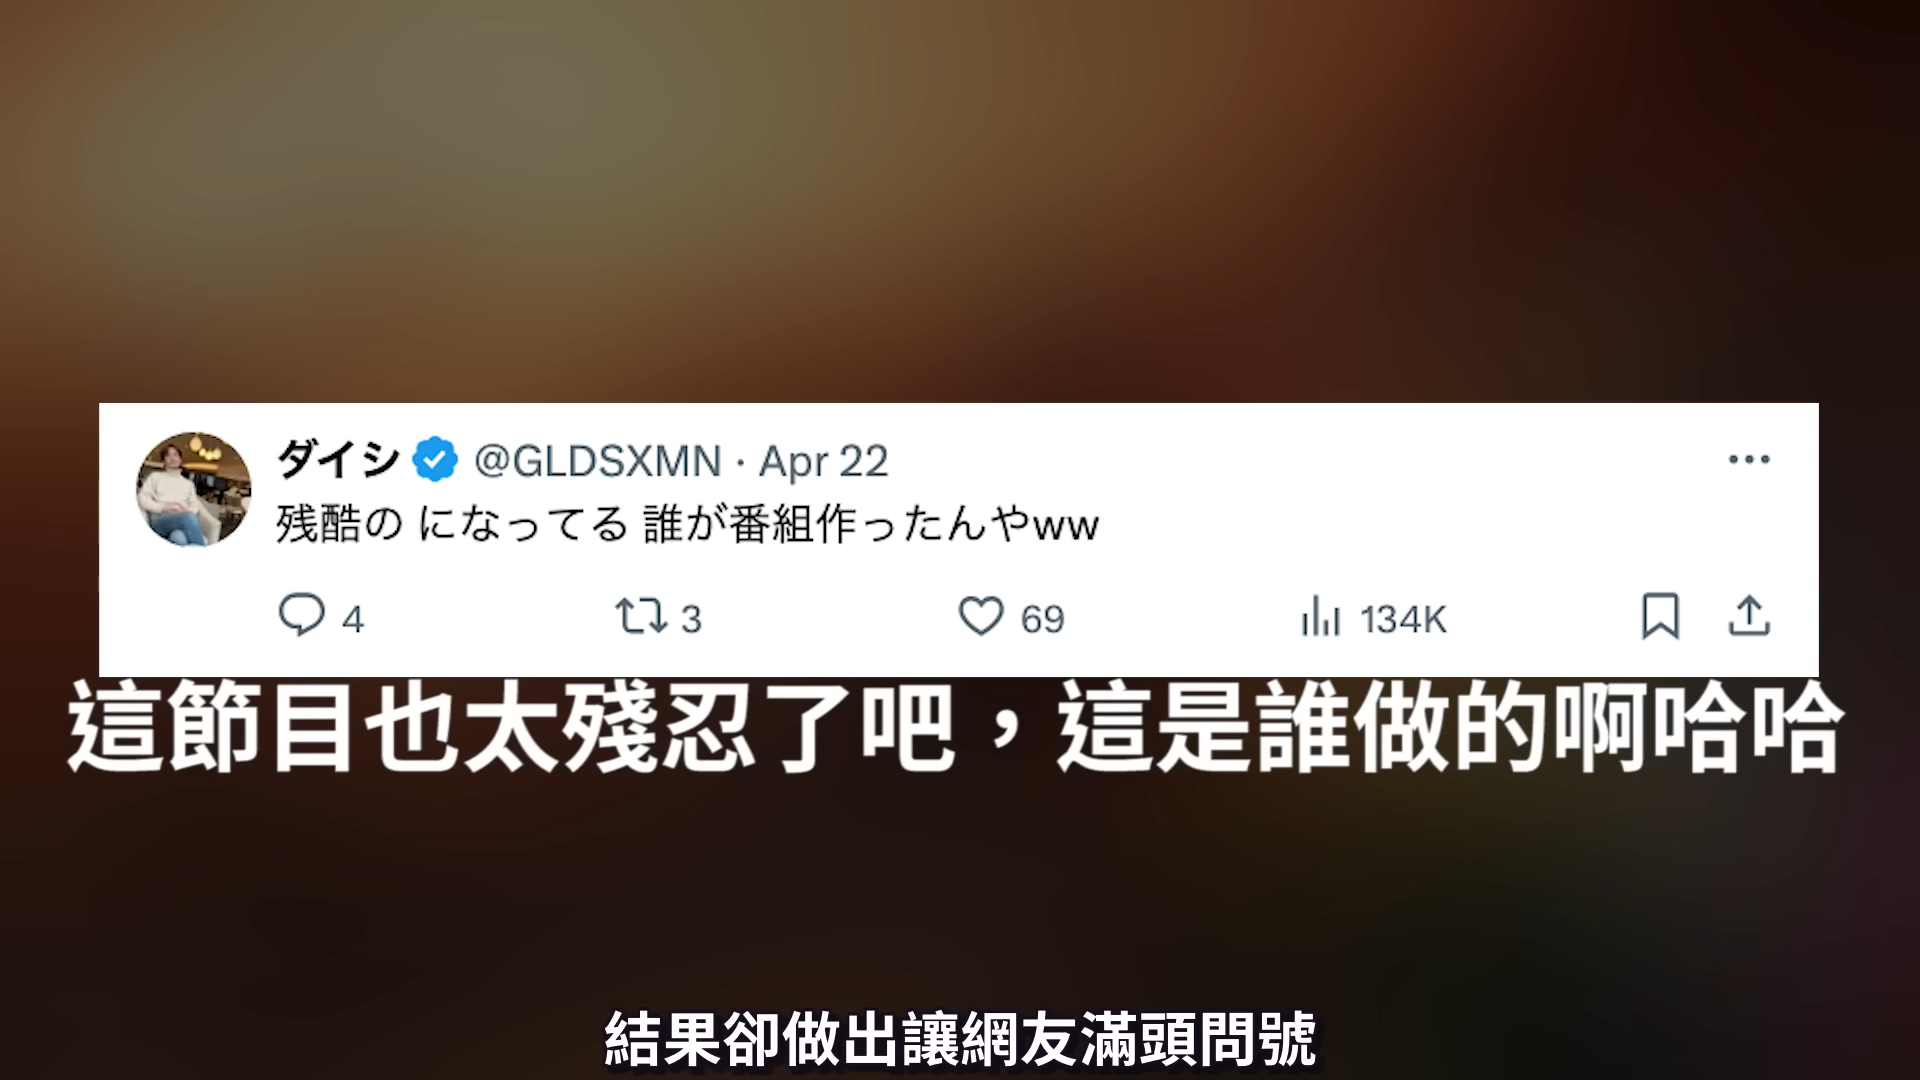 ダイシ @GLDSXMN · Apr 22
残酷の になってる 誰が番組作ったんやww
4 3 69 134K
這節目也太殘忍了吧，這是誰做的啊哈哈
結果卻做出讓網友滿頭問號